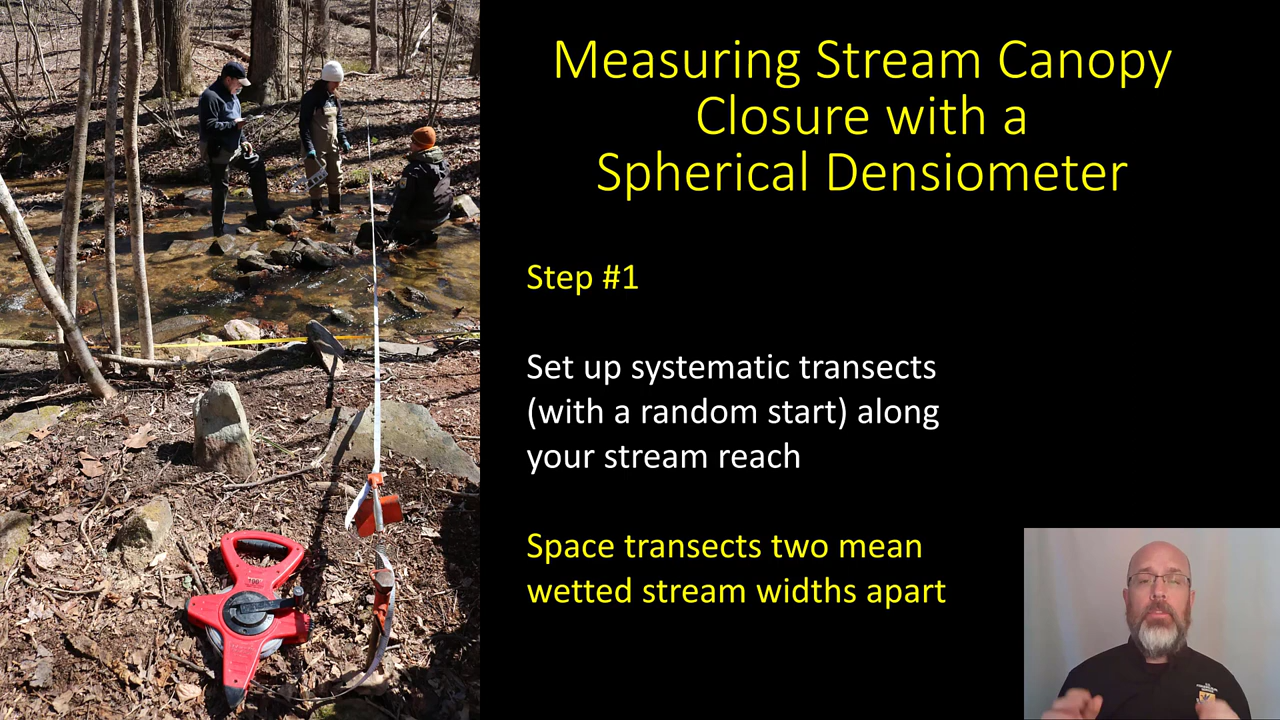 Measuring Stream Canopy
Closure with a
Spherical Densiometer
Step #1
Set up systematic transects
(with a random start) along
your stream reach
Space transects two mean
wetted stream widths apart